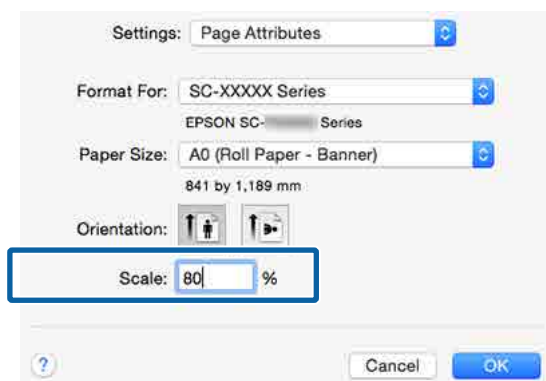 Settings: Page Attributes
Format For: SC-XXXXX Series
EPSON SC- Series
Paper Size: A0 (Roll Paper - Banner)
841 by 1,189 mm
Orientation:
Scale: 80 %
? Cancel OK